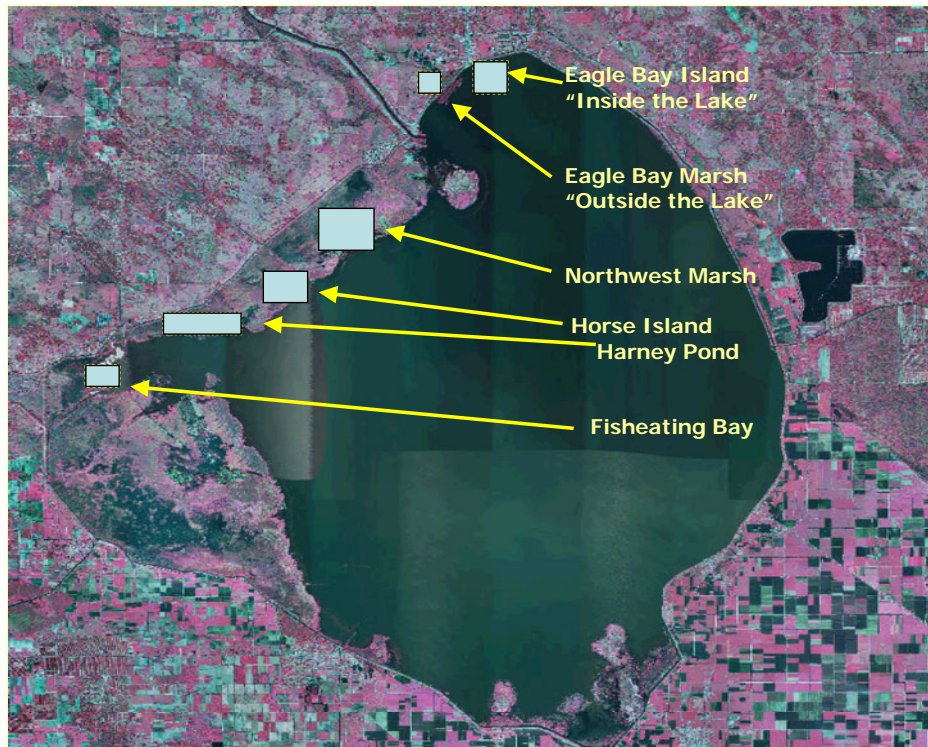 Eagle Bay Island
“Inside the Lake”
Eagle Bay Marsh
“Outside the Lake”
Northwest Marsh
Horse Island
Harney Pond
Fisheating Bay